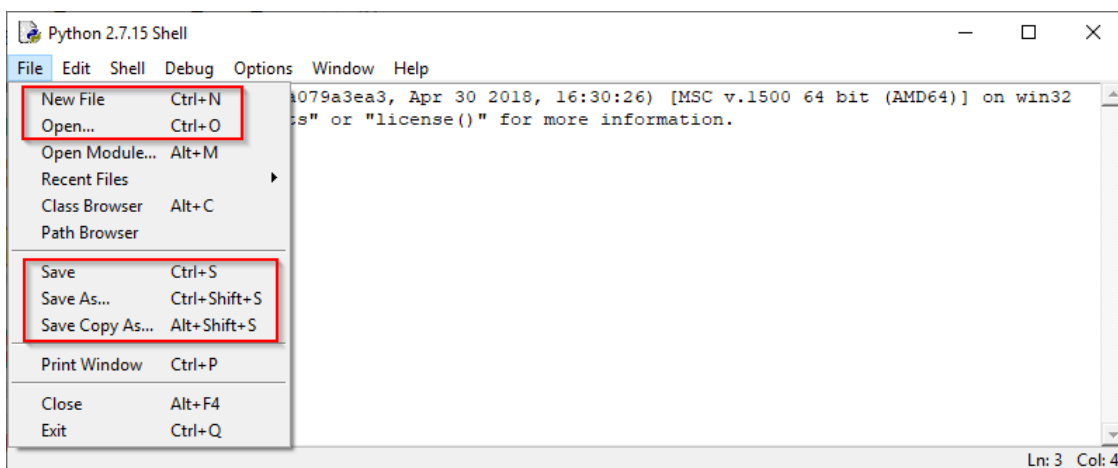 Python 2.7.15 Shell
File Edit Shell Debug Options Window Help
New File Ctrl+N
Open... Ctrl+O
Open Module... Alt+M
Recent Files
Class Browser Alt+C
Path Browser
Save Ctrl+S
Save As... Ctrl+Shift+S
Save Copy As... Alt+Shift+S
Print Window Ctrl+P
Close Alt+F4
Exit Ctrl+Q
079a3ea3, Apr 30 2018, 16:30:26) [MSC v.1500 64 bit (AMD64)] on win32
s" or "license()" for more information.
Ln: 3 Col: 4